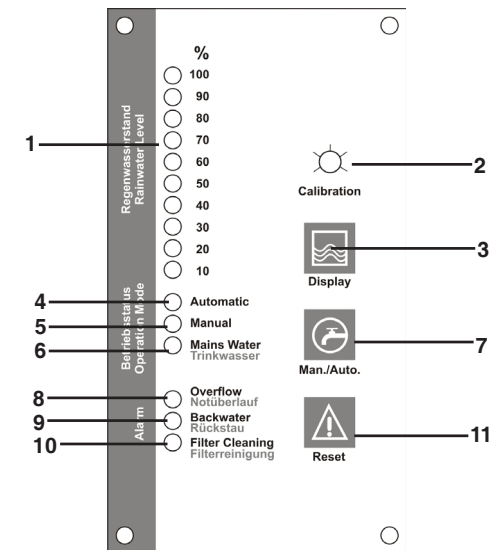 %
100
90
80
70
60
50
40
30
20
10
Regenwasserstand
Rainwater Level
1
2
Calibration
3
Display
Betriebsstatus
Operation Mode
4
Automatic
5
Manual
6
Mains Water
Trinkwasser
7
Man./Auto.
Alarm
8
Overflow
Notüberlauf
9
Backwater
Rückstau
10
Filter Cleaning
Filterreinigung
11
Reset